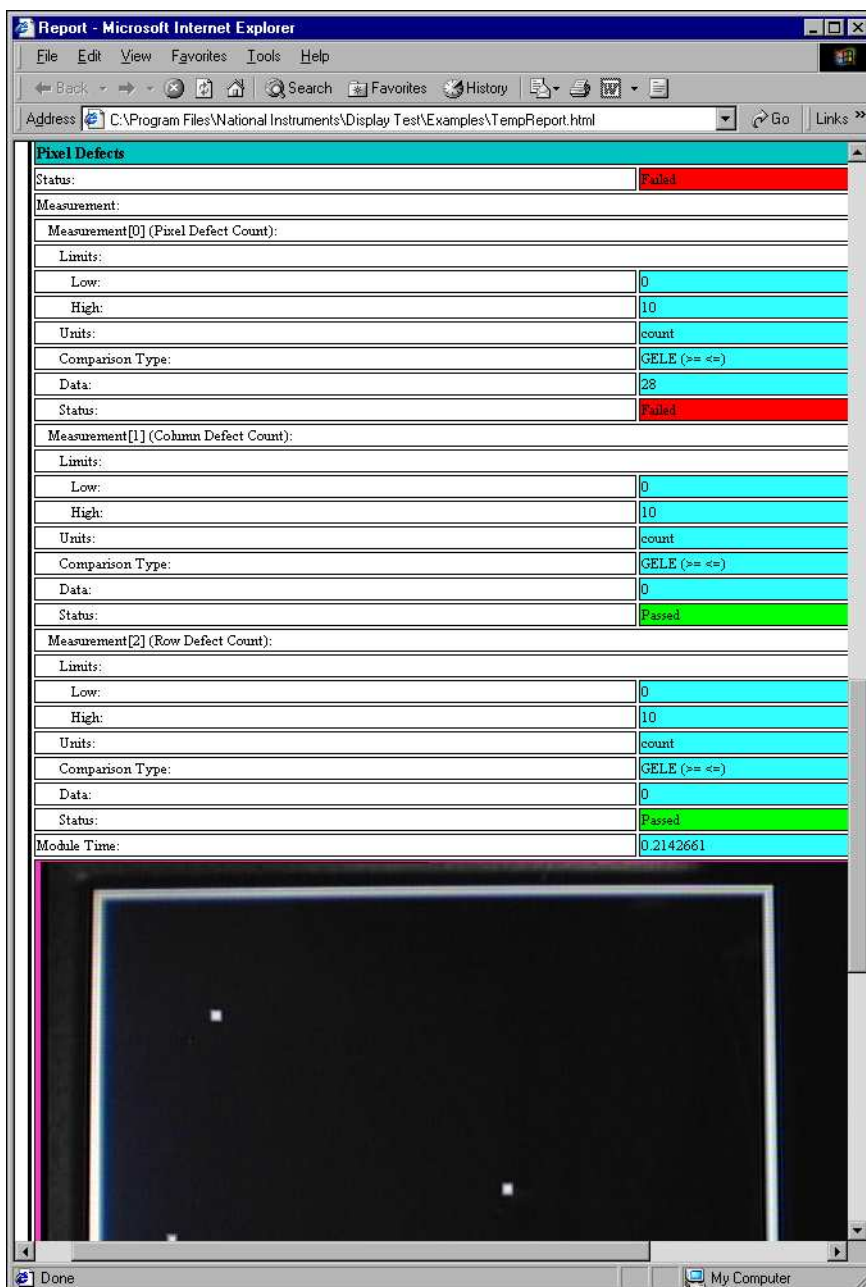 Report - Microsoft Internet Explorer
File Edit View Favorites Tools Help
Back Search Favorites History
Address C:\Program Files\National Instruments\Display Test\Examples\TempReport.html Go Links »
Pixel Defects
Status: Failed
Measurement:
Measurement[0] (Pixel Defect Count):
Limits:
Low: 0
High: 10
Units: count
Comparison Type: GELE (>= <=)
Data: 28
Status: Failed
Measurement[1] (Column Defect Count):
Limits:
Low: 0
High: 10
Units: count
Comparison Type: GELE (>= <=)
Data: 0
Status: Passed
Measurement[2] (Row Defect Count):
Limits:
Low: 0
High: 10
Units: count
Comparison Type: GELE (>= <=)
Data: 0
Status: Passed
Module Time: 0.2142661
Done My Computer